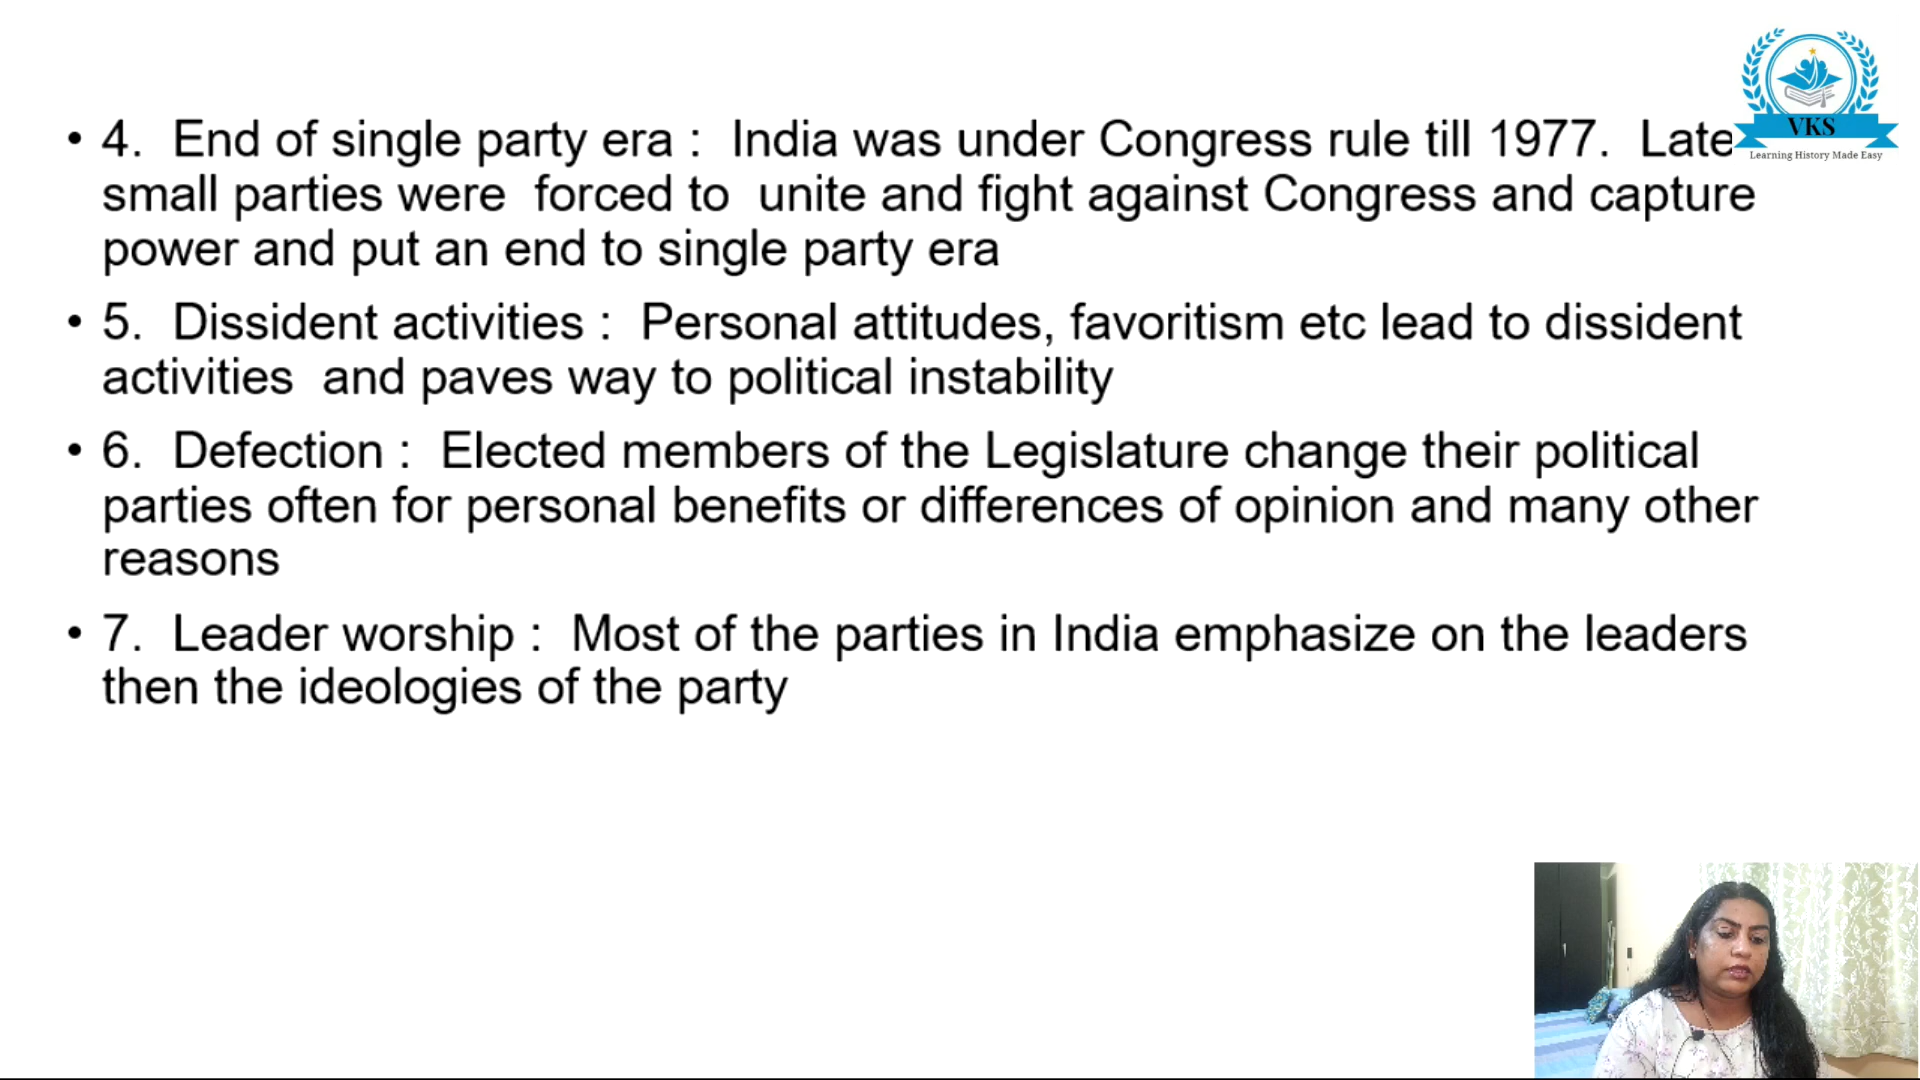 • 4. End of single party era : India was under Congress rule till 1977. Late
small parties were forced to unite and fight against Congress and capture
power and put an end to single party era
• 5. Dissident activities : Personal attitudes, favoritism etc lead to dissident
activities and paves way to political instability
• 6. Defection : Elected members of the Legislature change their political
parties often for personal benefits or differences of opinion and many other
reasons
• 7. Leader worship : Most of the parties in India emphasize on the leaders
then the ideologies of the party
VKS
Learning History Made Easy